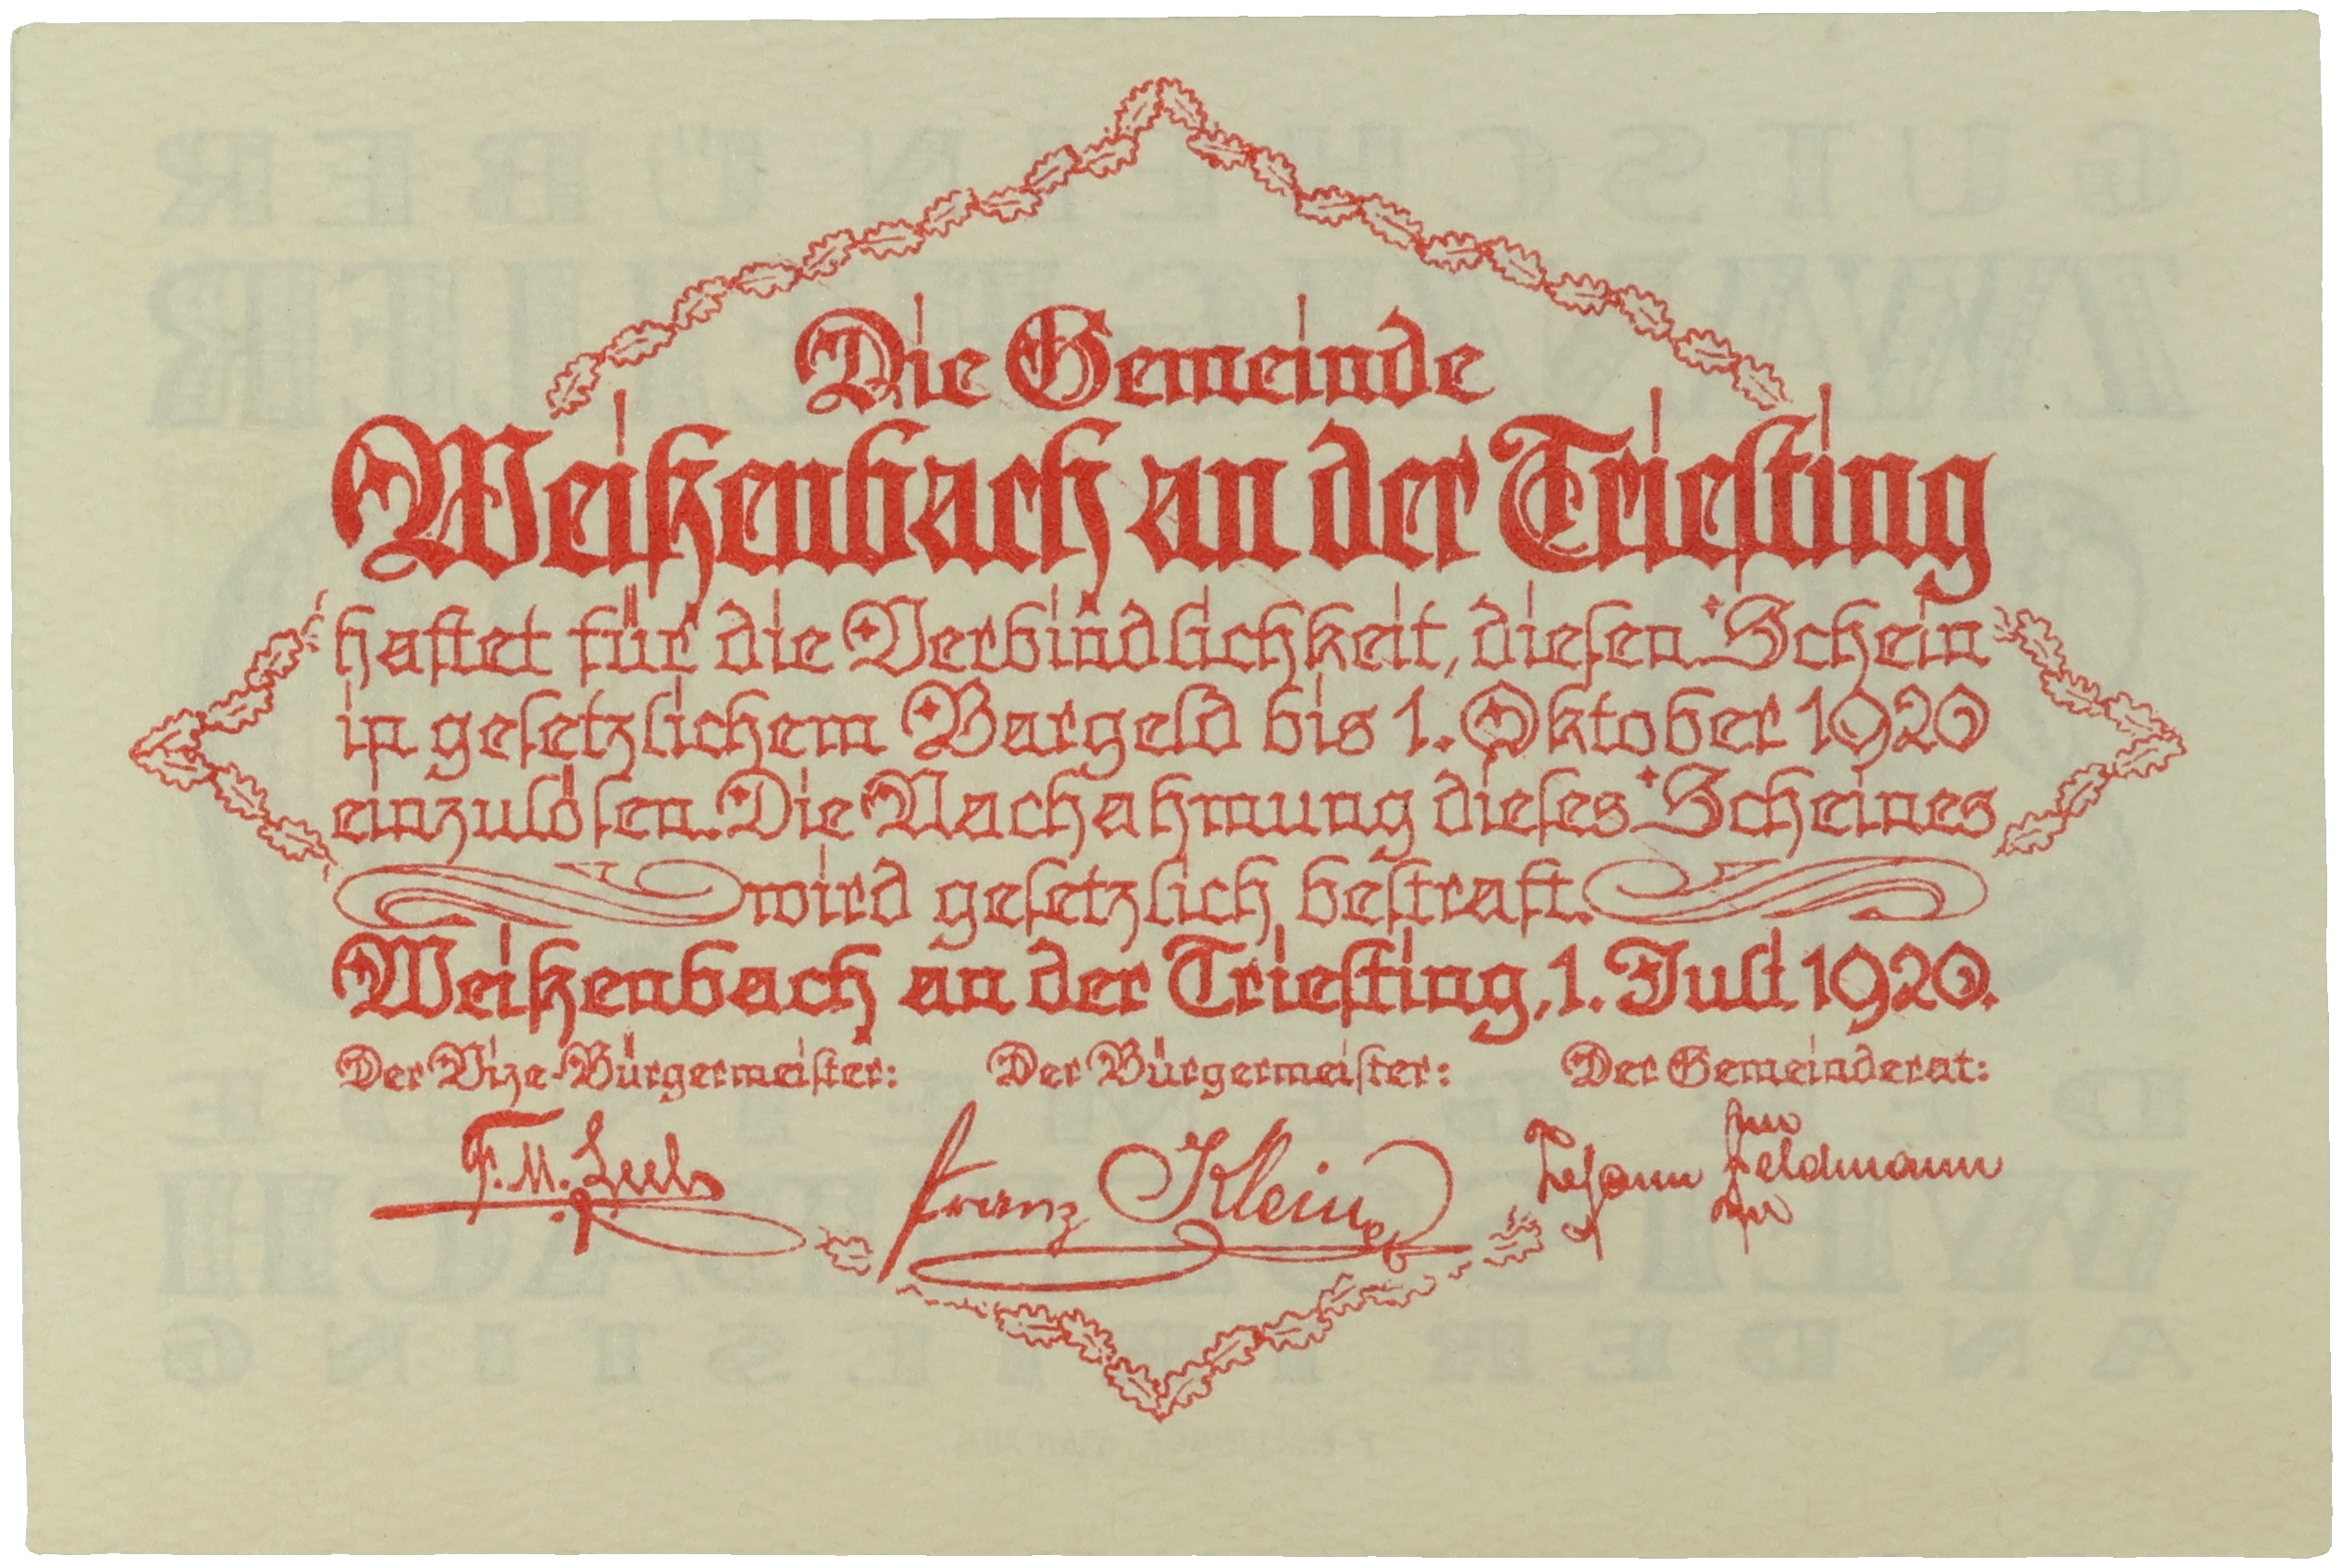 Die Gemeinde
Weißenbach an der Triesting
haftet für die Verbindlichkeit, diesen Schein
in gesetzlichem Bargeld bis 1. Oktober 1920
einzulösen. Die Nachahmung dieses Scheines
wird gesetzlich bestraft.
Weißenbach an der Triesting, 1. Juli 1920.
Der Vize-Bürgermeister: Der Bürgermeister: Der Gemeinderat:
F. M. Franz Klein Johann Feldmann